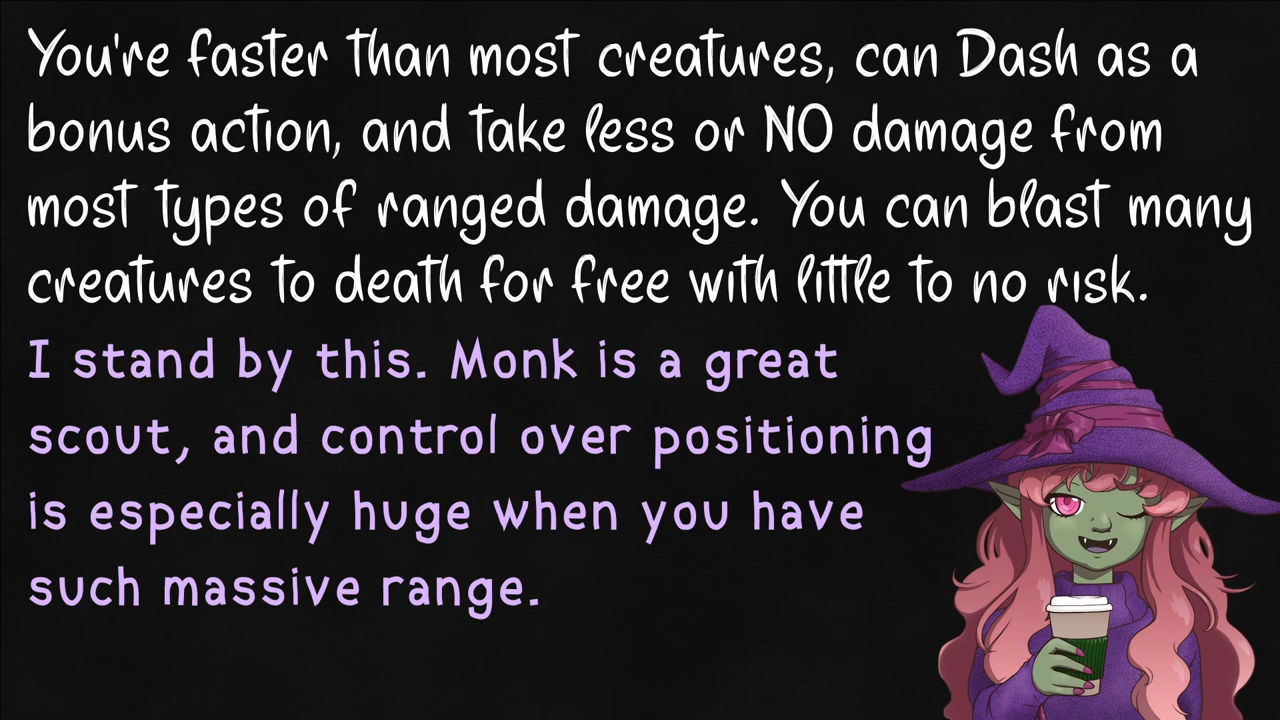 You're faster than most creatures, can Dash as a
bonus action, and take less or NO damage from
most types of ranged damage. You can blast many
creatures to death for free with little to no risk.
I stand by this. Monk is a great
scout, and control over positioning
is especially huge when you have
such massive range.